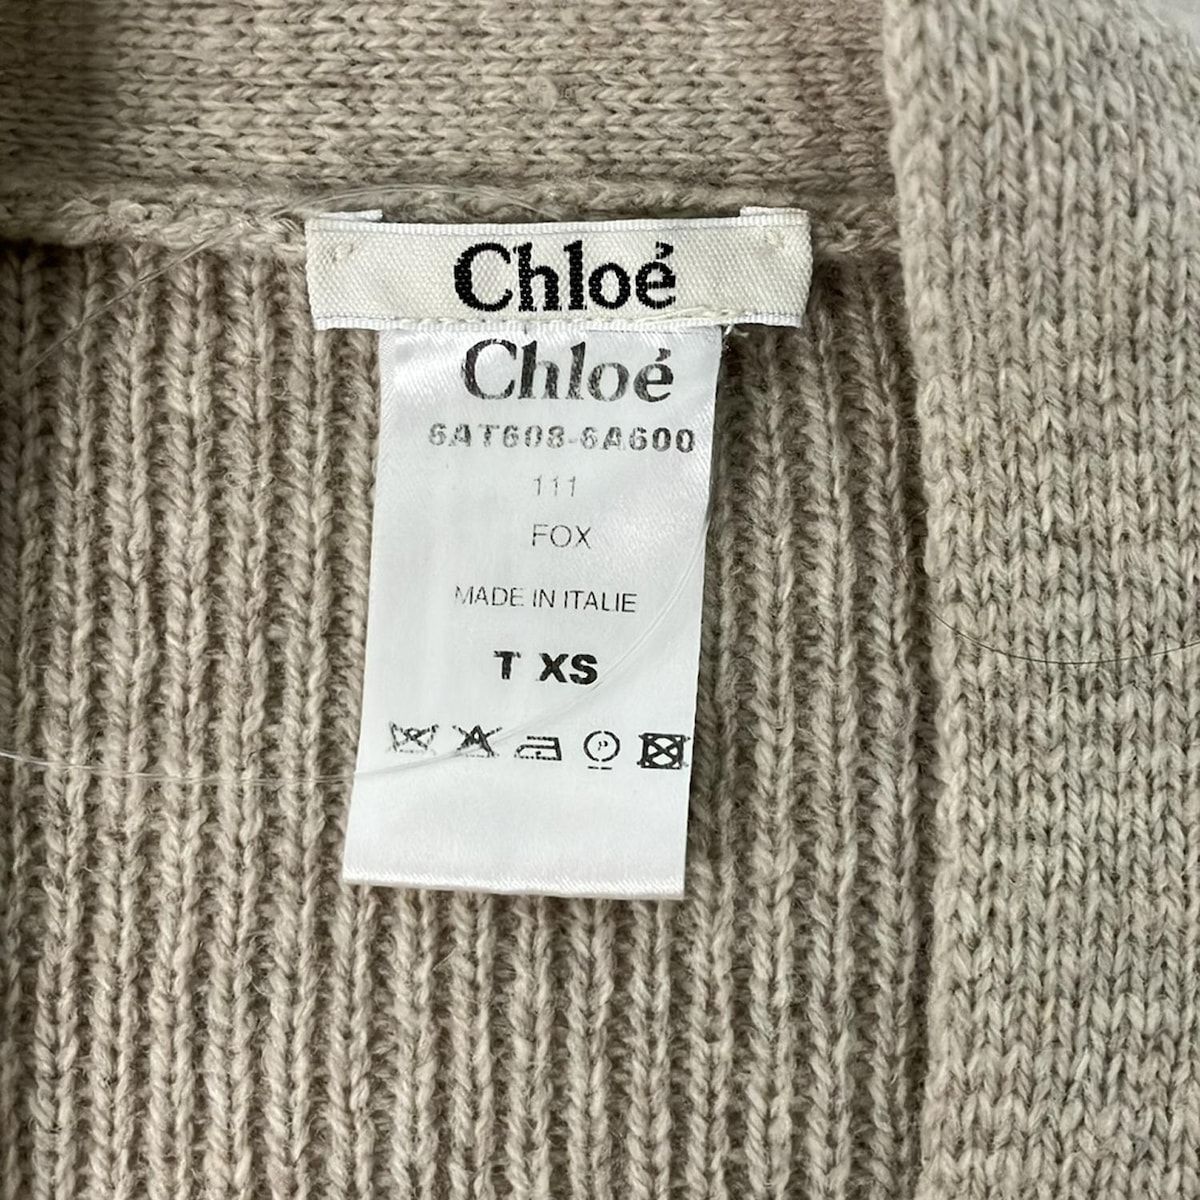 Chloé
Chloé
6AT608-6A600
111
FOX
MADE IN ITALIE
T XS
P